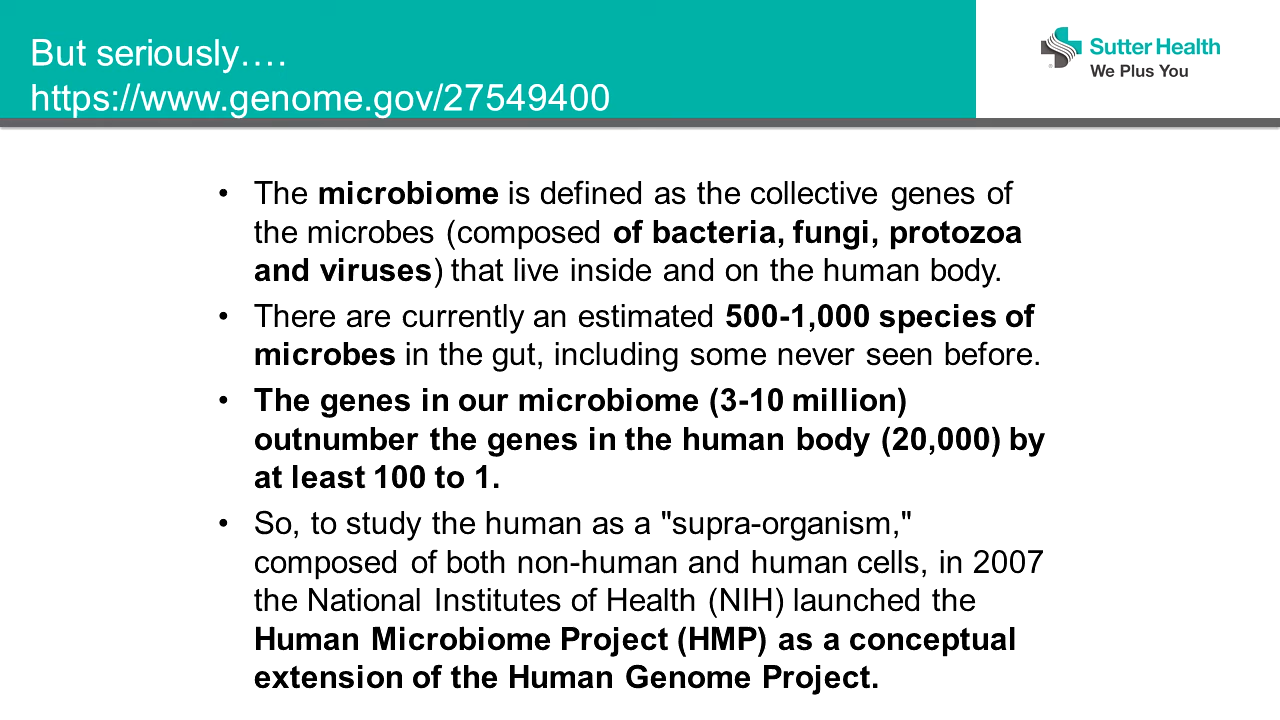 But seriously….
https://www.genome.gov/27549400
Sutter Health
We Plus You
• The microbiome is defined as the collective genes of
the microbes (composed of bacteria, fungi, protozoa
and viruses) that live inside and on the human body.
• There are currently an estimated 500-1,000 species of
microbes in the gut, including some never seen before.
• The genes in our microbiome (3-10 million)
outnumber the genes in the human body (20,000) by
at least 100 to 1.
• So, to study the human as a "supra-organism,"
composed of both non-human and human cells, in 2007
the National Institutes of Health (NIH) launched the
Human Microbiome Project (HMP) as a conceptual
extension of the Human Genome Project.